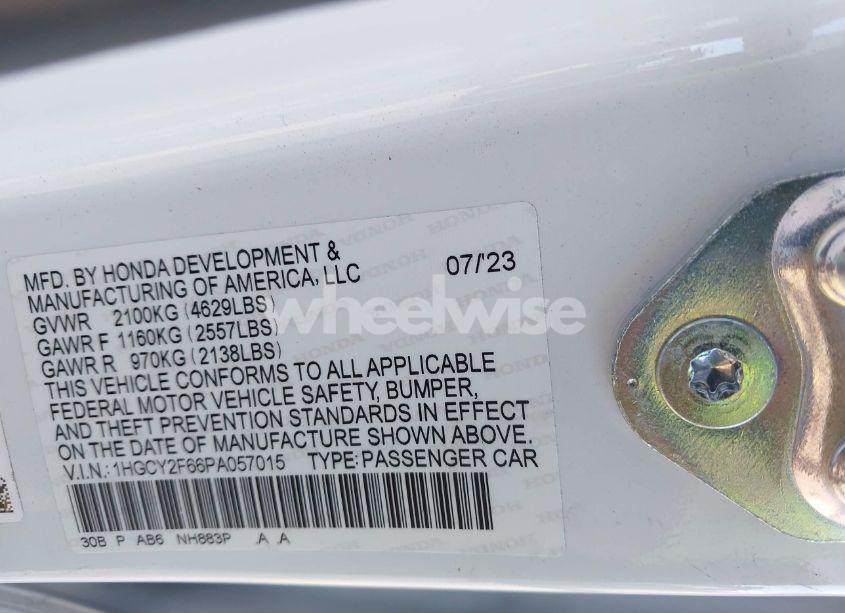 MFD. BY HONDA DEVELOPMENT &
MANUFACTURING OF AMERICA, LLC 07/'23
GVWR 2100KG (4629LBS)
GAWR F 1160KG (2557LBS)
GAWR R 970KG (2138LBS)
THIS VEHICLE CONFORMS TO ALL APPLICABLE
FEDERAL MOTOR VEHICLE SAFETY, BUMPER,
AND THEFT PREVENTION STANDARDS IN EFFECT
ON THE DATE OF MANUFACTURE SHOWN ABOVE.
V.I.N.: 1HGCY2F66PA057015 TYPE: PASSENGER CAR
30B P AB6 NH883P .A .A
wheelwise